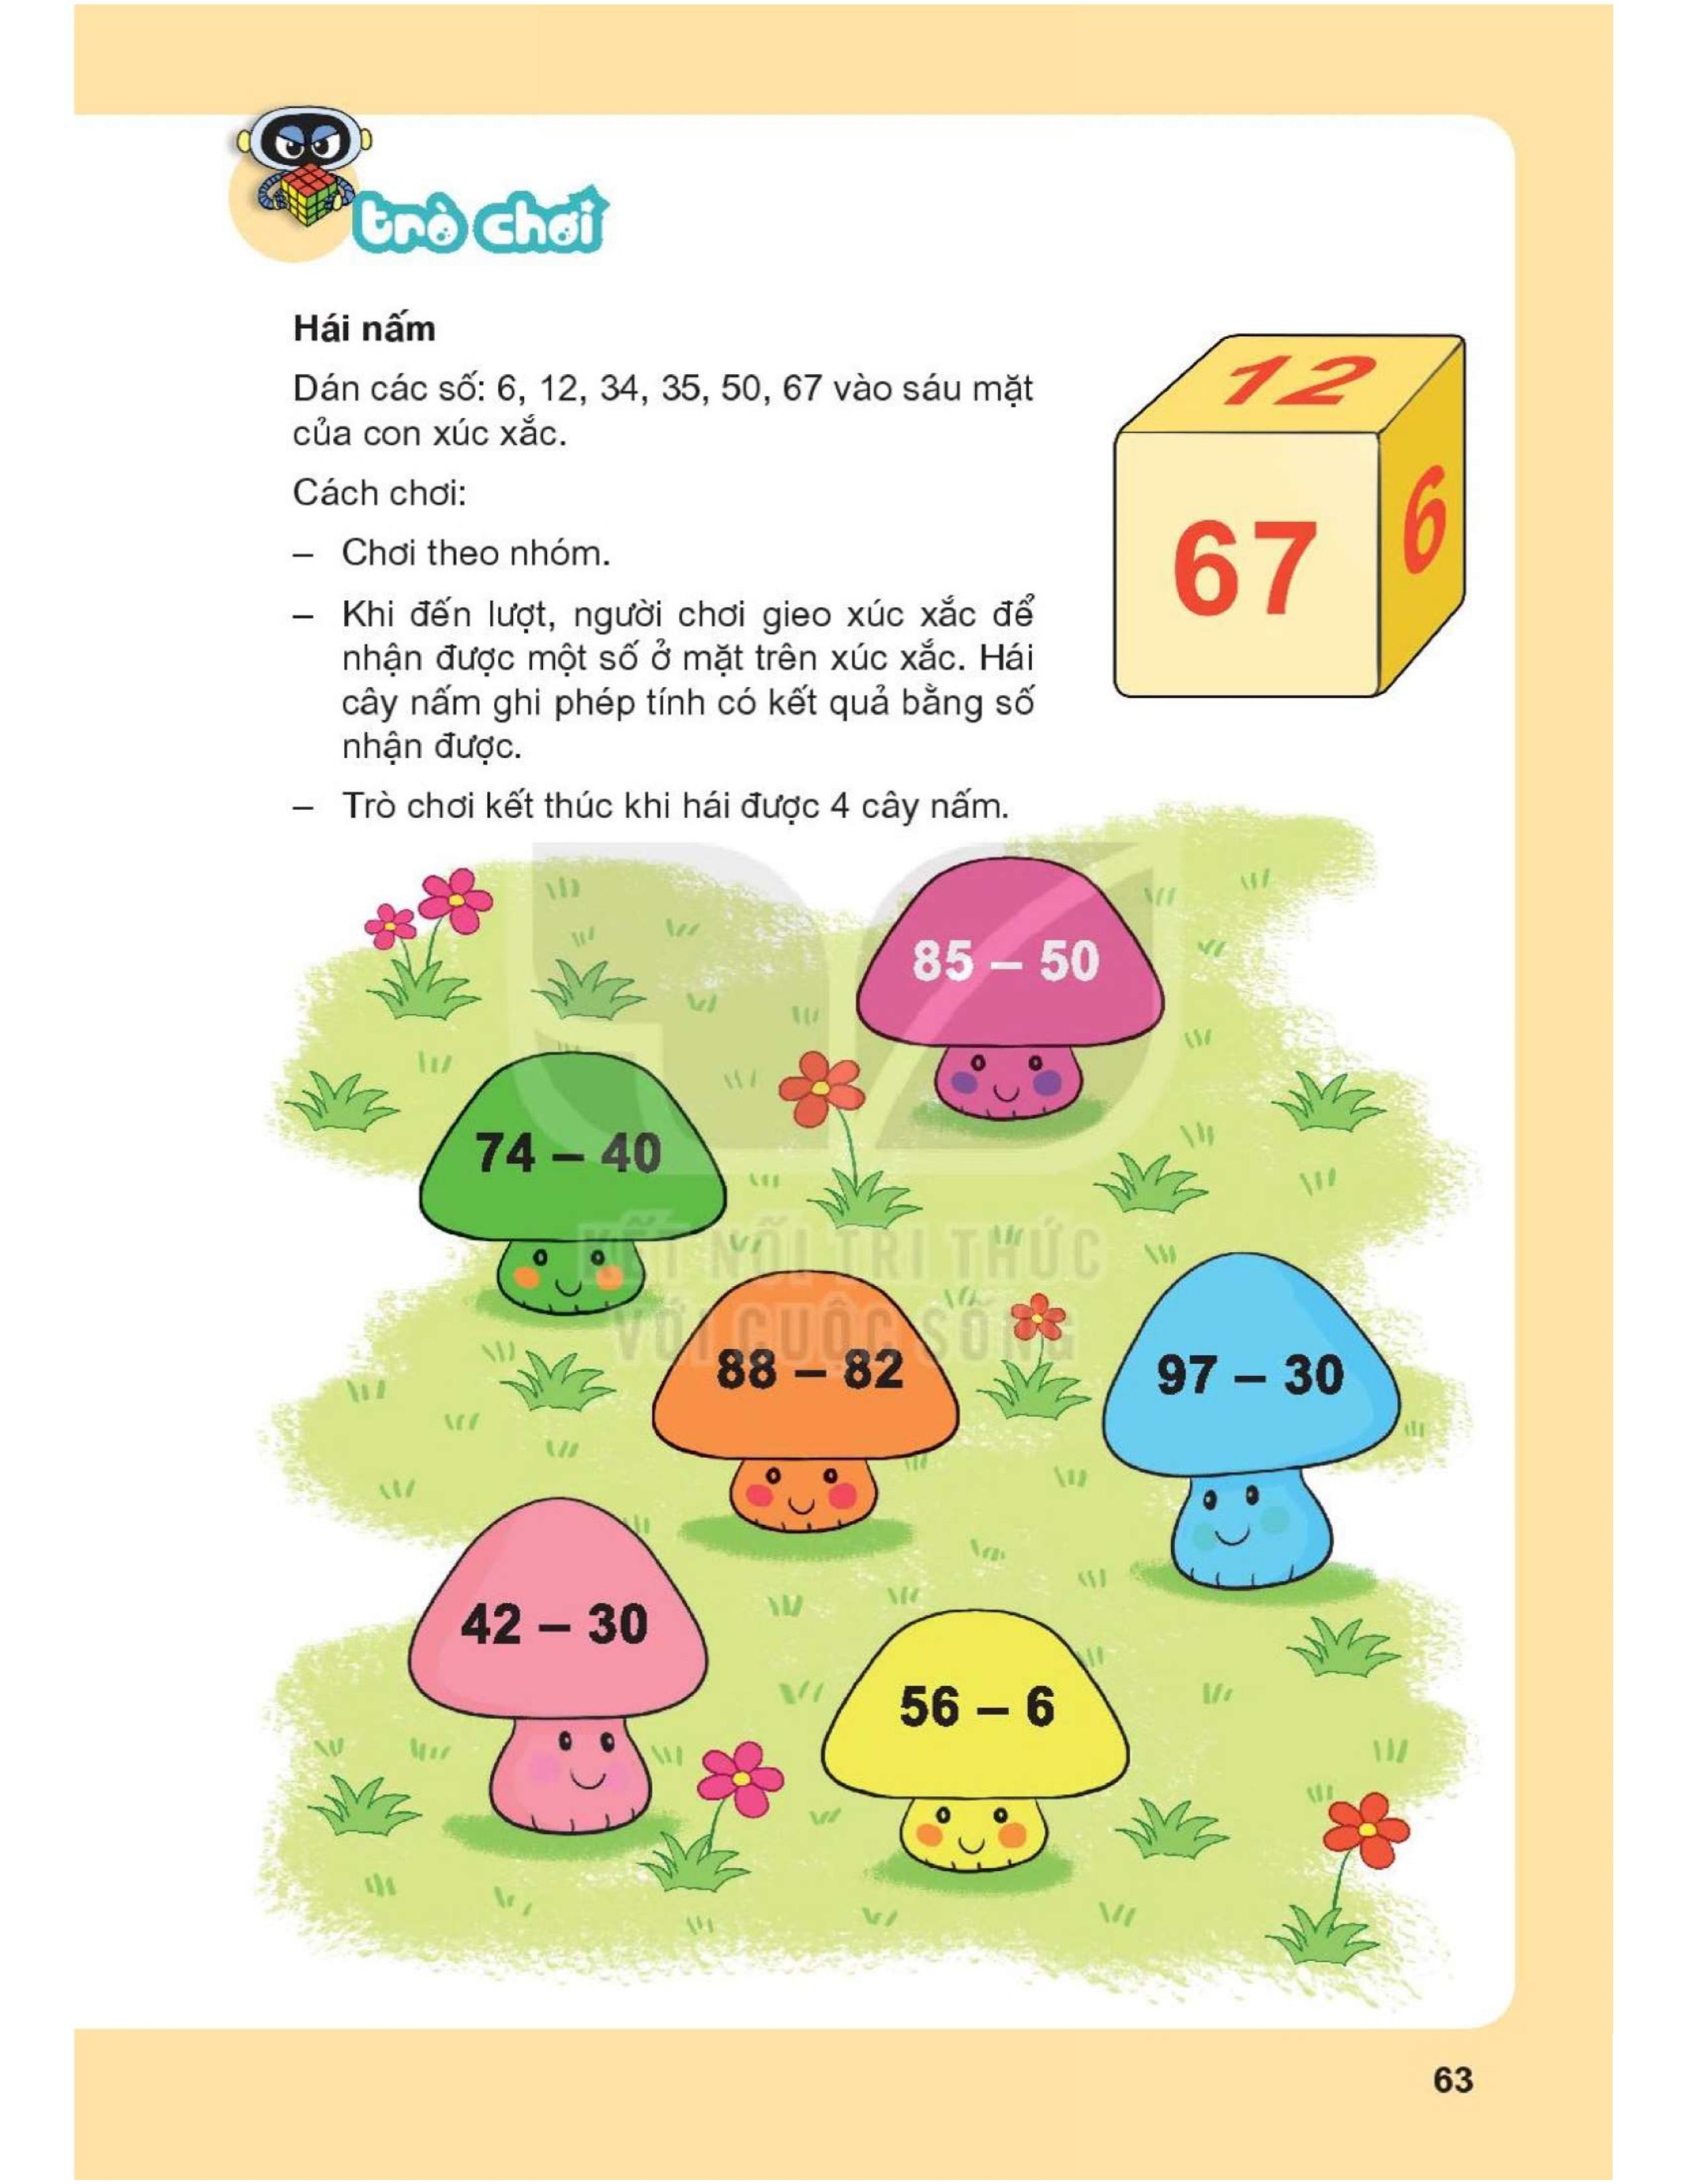 trò chơi
Hái nấm
Dán các số: 6, 12, 34, 35, 50, 67 vào sáu mặt
của con xúc xắc.
Cách chơi:
– Chơi theo nhóm.
– Khi đến lượt, người chơi gieo xúc xắc để
nhận được một số ở mặt trên xúc xắc. Hái
cây nấm ghi phép tính có kết quả bằng số
nhận được.
– Trò chơi kết thúc khi hái được 4 cây nấm.
12
67
6
85 – 50
74 – 40
KẾT NỐI TRI THỨC
VỚI CUỘC SỐNG
88 – 82
97 – 30
42 – 30
56 – 6
63